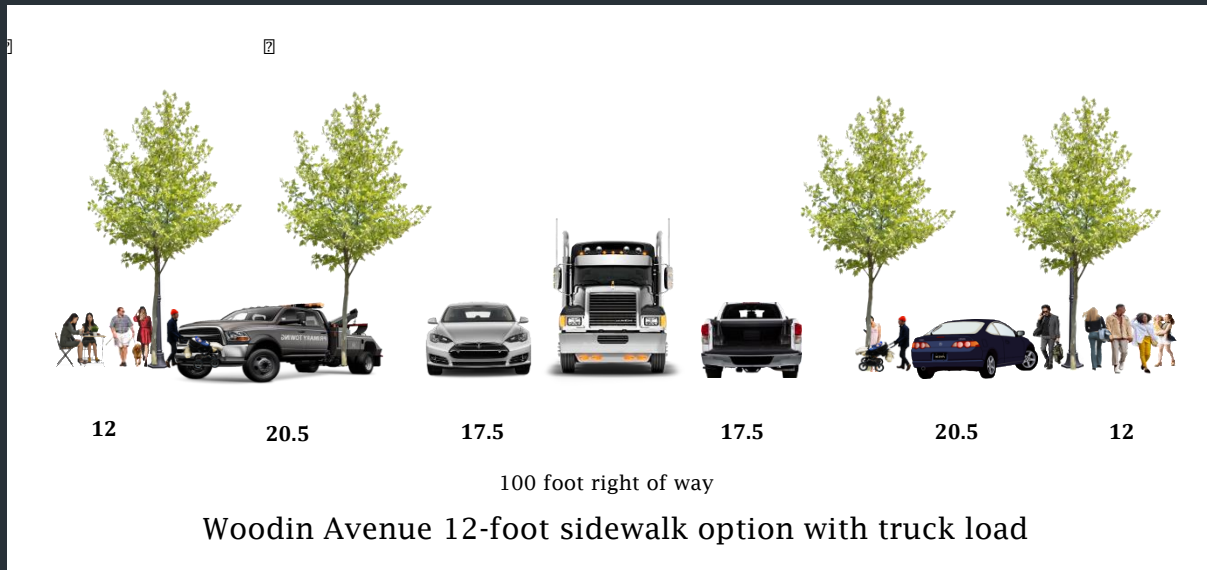 12 20.5 17.5 17.5 20.5 12
100 foot right of way
Woodin Avenue 12-foot sidewalk option with truck load